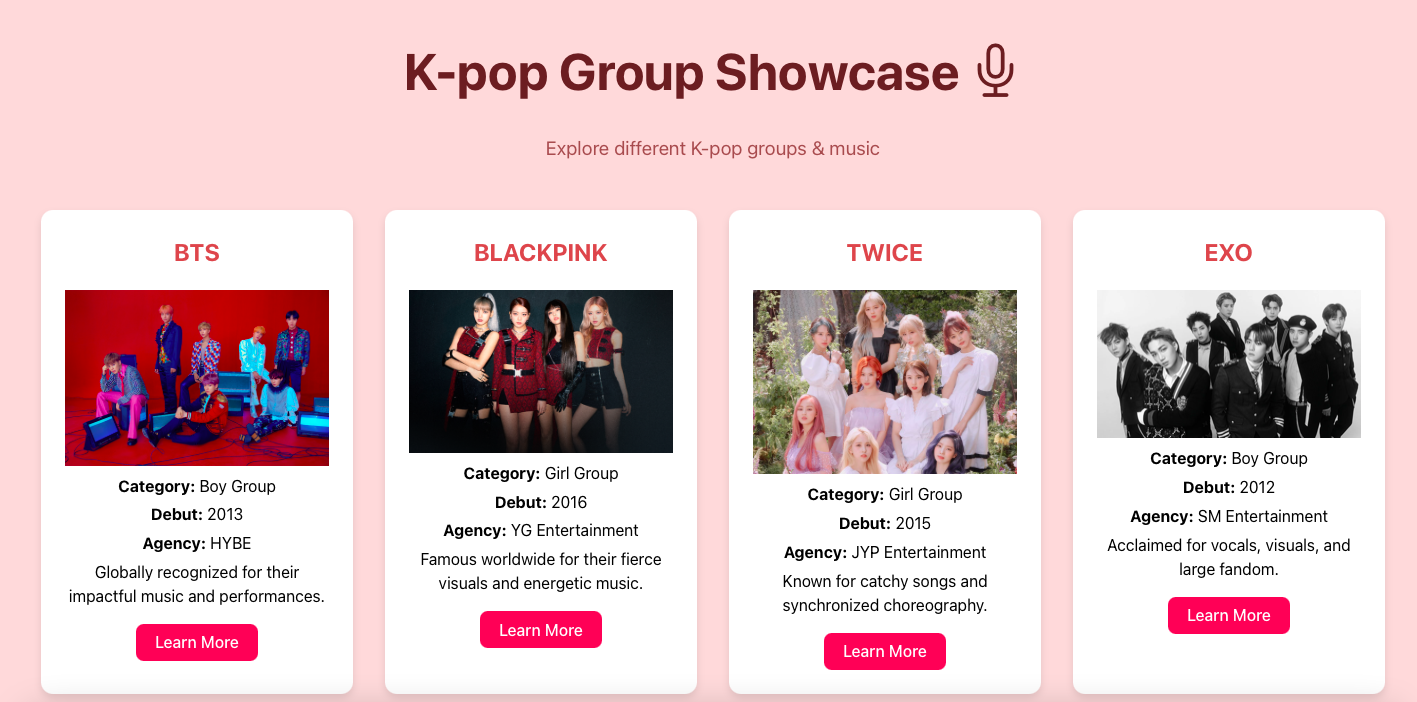 K-pop Group Showcase
Explore different K-pop groups & music
BTS
Category: Boy Group
Debut: 2013
Agency: HYBE
Globally recognized for their
impactful music and performances.
Learn More
BLACKPINK
Category: Girl Group
Debut: 2016
Agency: YG Entertainment
Famous worldwide for their fierce
visuals and energetic music.
Learn More
TWICE
Category: Girl Group
Debut: 2015
Agency: JYP Entertainment
Known for catchy songs and
synchronized choreography.
Learn More
EXO
Category: Boy Group
Debut: 2012
Agency: SM Entertainment
Acclaimed for vocals, visuals, and
large fandom.
Learn More